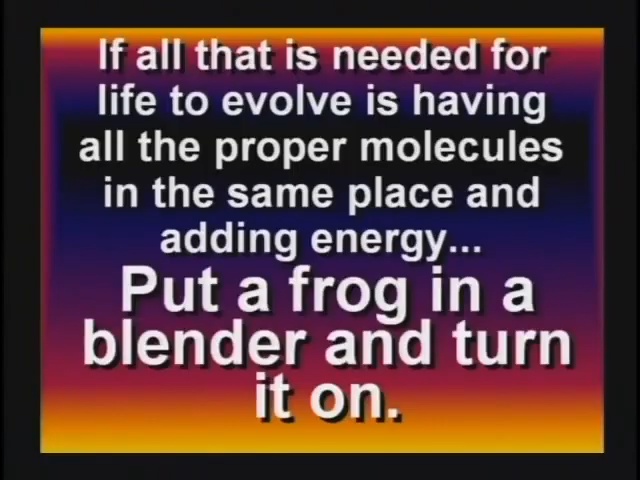 If all that is needed for
life to evolve is having
all the proper molecules
in the same place and
adding energy...
Put a frog in a
blender and turn
it on.